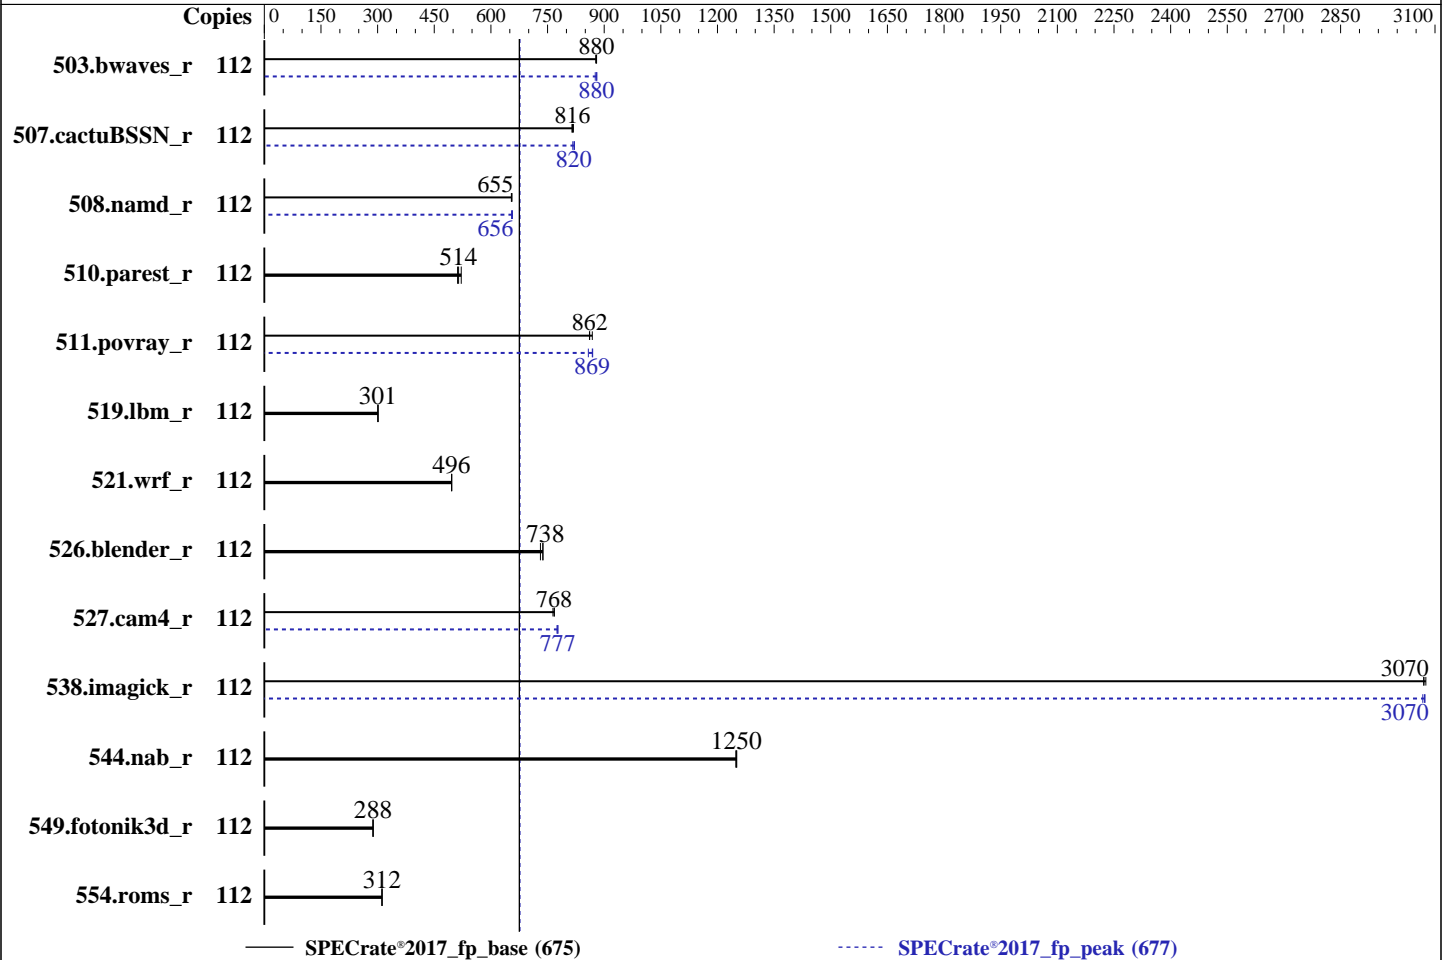 Copies 0 150 300 450 600 750 900 1050 1200 1350 1500 1650 1800 1950 2100 2250 2400 2550 2700 2850 3100
880
503.bwaves_r 112
880
816
507.cactuBSSN_r 112
820
655
508.namd_r 112
656
514
510.parest_r 112
862
511.povray_r 112
869
301
519.lbm_r 112
496
521.wrf_r 112
738
526.blender_r 112
768
527.cam4_r 112
777
3070
538.imagick_r 112
3070
1250
544.nab_r 112
288
549.fotonik3d_r 112
312
554.roms_r 112
SPECrate®2017_fp_base (675) SPECrate®2017_fp_peak (677)